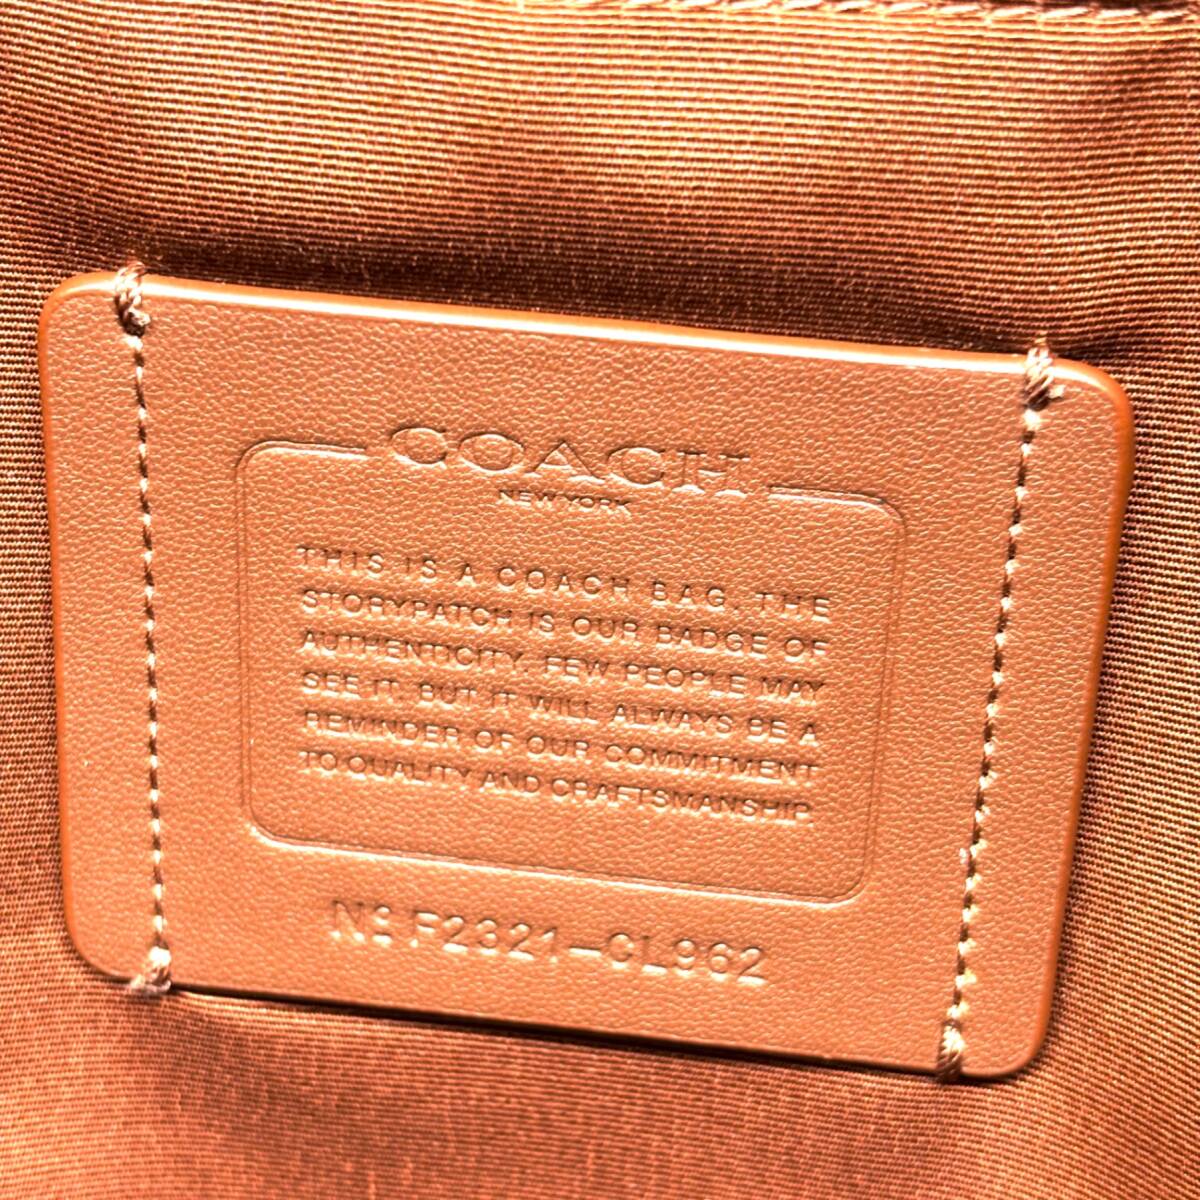 COACH
NEW YORK
THIS IS A COACH BAG. THE
STORYPATCH IS OUR BADGE OF
AUTHENTICITY. FEW PEOPLE MAY
SEE IT, BUT IT WILL ALWAYS BE A
REMINDER OF OUR COMMITMENT
TO QUALITY AND CRAFTSMANSHIP.
Nº F2321-CL962